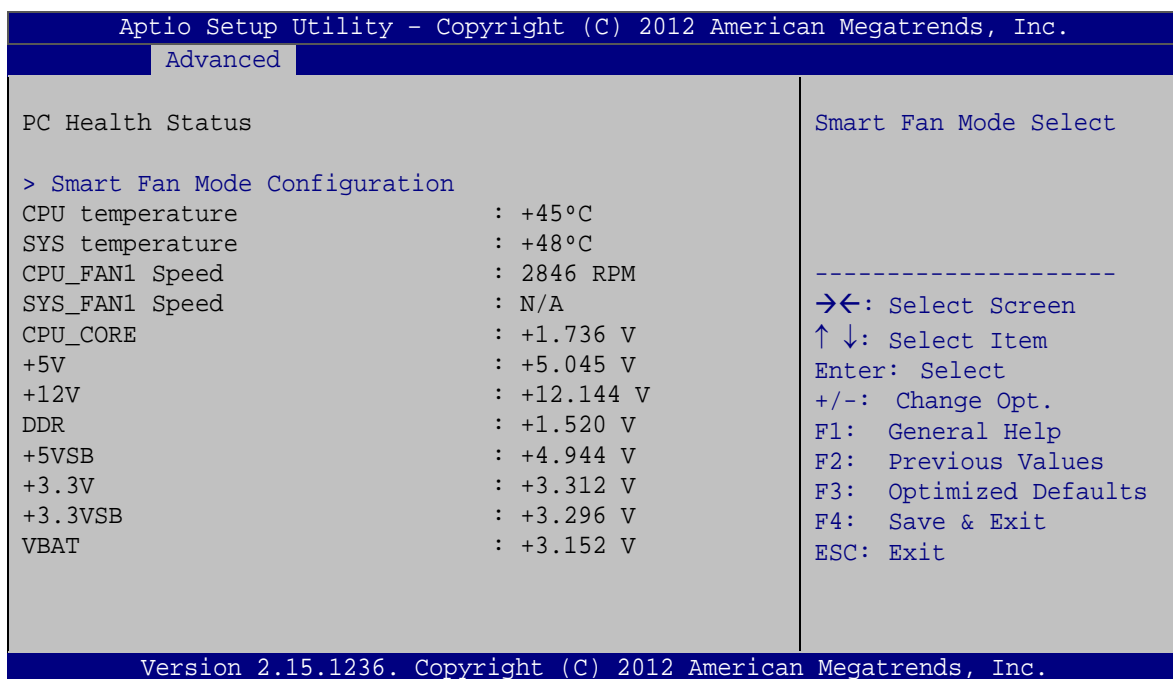 Aptio Setup Utility – Copyright (C) 2012 American Megatrends, Inc.
Advanced
PC Health Status
> Smart Fan Mode Configuration
CPU temperature : +45ºC
SYS temperature : +48ºC
CPU_FAN1 Speed : 2846 RPM
SYS_FAN1 Speed : N/A
CPU_CORE : +1.736 V
+5V : +5.045 V
+12V : +12.144 V
DDR : +1.520 V
+5VSB : +4.944 V
+3.3V : +3.312 V
+3.3VSB : +3.296 V
VBAT : +3.152 V
Smart Fan Mode Select
---------------------
→←: Select Screen
↑ ↓: Select Item
Enter: Select
+/-: Change Opt.
F1: General Help
F2: Previous Values
F3: Optimized Defaults
F4: Save & Exit
ESC: Exit
Version 2.15.1236. Copyright (C) 2012 American Megatrends, Inc.